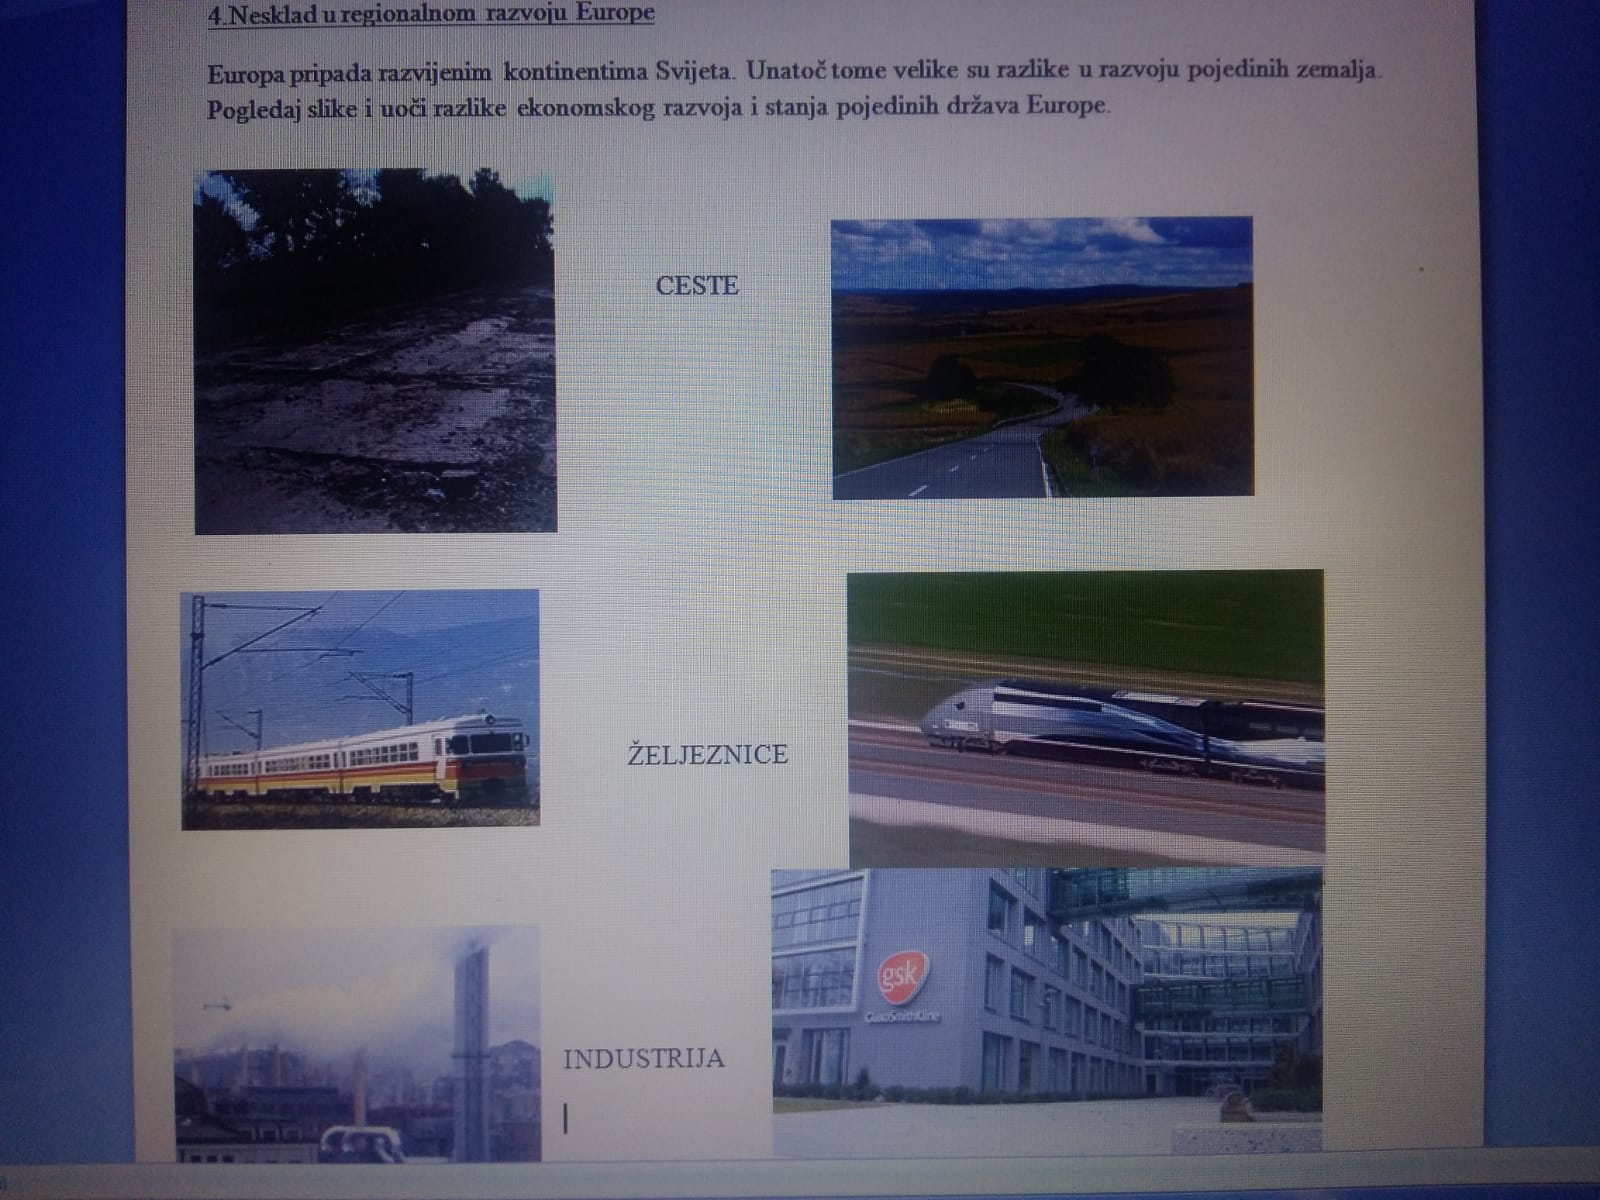 4.Nesklad u regionalnom razvoju Europe
Europa pripada razvijenim kontinentima Svijeta. Unatoč tome velike su razlike u razvoju pojedinih zemalja.
Pogledaj slike i uoči razlike ekonomskog razvoja i stanja pojedinih država Europe.
CESTE
ŽELJEZNICE
gsk
GlaxoSmithKline
INDUSTRIJA